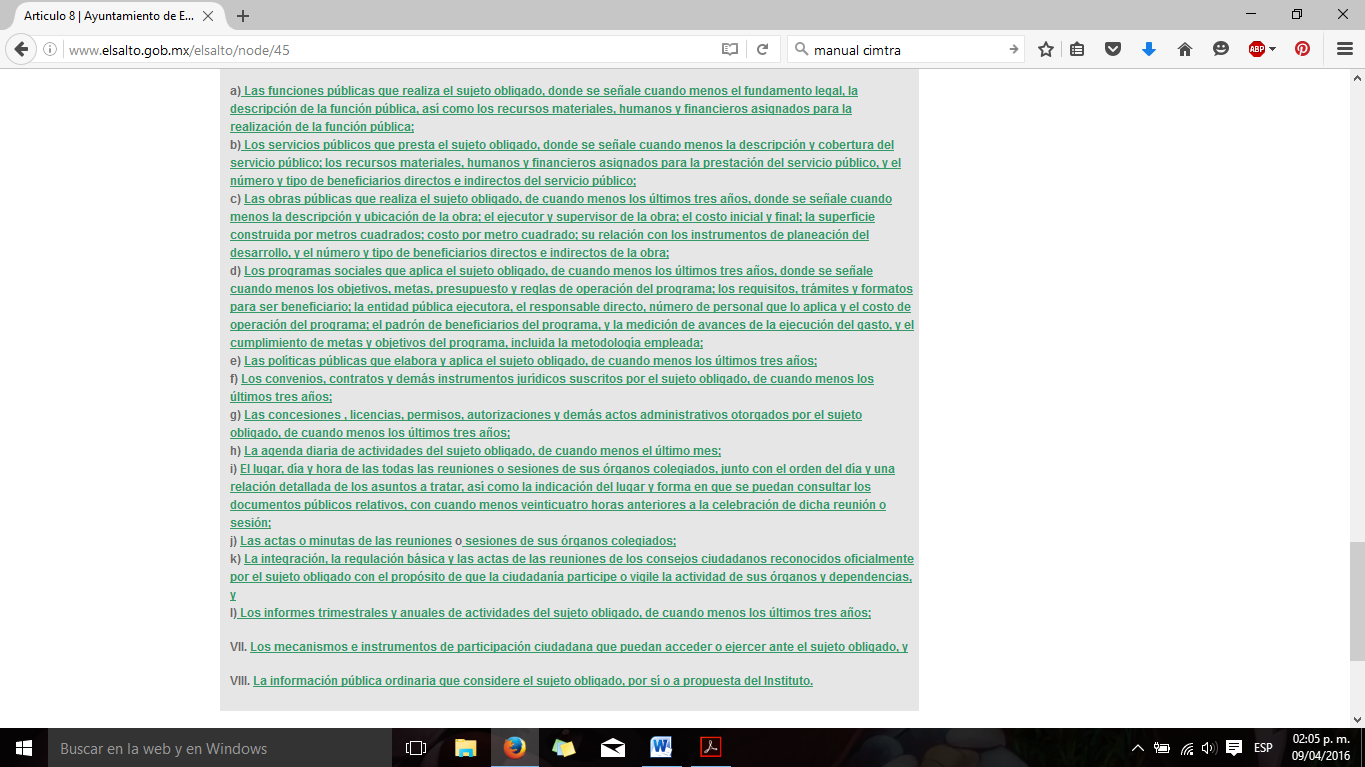 Articulo 8 | Ayuntamiento de E...
www.elsalto.gob.mx/elsalto/node/45
manual cimtra
ABP
a) Las funciones públicas que realiza el sujeto obligado, donde se señale cuando menos el fundamento legal, la
descripción de la función pública, así como los recursos materiales, humanos y financieros asignados para la
realización de la función pública;
b) Los servicios públicos que presta el sujeto obligado, donde se señale cuando menos la descripción y cobertura del
servicio público; los recursos materiales, humanos y financieros asignados para la prestación del servicio público, y el
número y tipo de beneficiarios directos e indirectos del servicio público;
c) Las obras públicas que realiza el sujeto obligado, de cuando menos los últimos tres años, donde se señale cuando
menos la descripción y ubicación de la obra; el ejecutor y supervisor de la obra; el costo inicial y final; la superficie
construida por metros cuadrados; costo por metro cuadrado; su relación con los instrumentos de planeación del
desarrollo, y el número y tipo de beneficiarios directos e indirectos de la obra;
d) Los programas sociales que aplica el sujeto obligado, de cuando menos los últimos tres años, donde se señale
cuando menos los objetivos, metas, presupuesto y reglas de operación del programa; los requisitos, trámites y formatos
para ser beneficiario; la entidad pública ejecutora, el responsable directo, número de personal que lo aplica y el costo de
operación del programa; el padrón de beneficiarios del programa, y la medición de avances de la ejecución del gasto, y el
cumplimiento de metas y objetivos del programa, incluida la metodología empleada;
e) Las políticas públicas que elabora y aplica el sujeto obligado, de cuando menos los últimos tres años;
f) Los convenios, contratos y demás instrumentos jurídicos suscritos por el sujeto obligado, de cuando menos los
últimos tres años;
g) Las concesiones , licencias, permisos, autorizaciones y demás actos administrativos otorgados por el sujeto
obligado, de cuando menos los últimos tres años;
h) La agenda diaria de actividades del sujeto obligado, de cuando menos el último mes;
i) El lugar, día y hora de las todas las reuniones o sesiones de sus órganos colegiados, junto con el orden del día y una
relación detallada de los asuntos a tratar, así como la indicación del lugar y forma en que se puedan consultar los
documentos públicos relativos, con cuando menos veinticuatro horas anteriores a la celebración de dicha reunión o
sesión;
j) Las actas o minutas de las reuniones o sesiones de sus órganos colegiados;
k) La integración, la regulación básica y las actas de las reuniones de los consejos ciudadanos reconocidos oficialmente
por el sujeto obligado con el propósito de que la ciudadanía participe o vigile la actividad de sus órganos y dependencias,
y
l) Los informes trimestrales y anuales de actividades del sujeto obligado, de cuando menos los últimos tres años;
VII. Los mecanismos e instrumentos de participación ciudadana que puedan acceder o ejercer ante el sujeto obligado, y
VIII. La información pública ordinaria que considere el sujeto obligado, por sí o a propuesta del Instituto.
Buscar en la web y en Windows
ESP
02:05 p. m.
09/04/2016